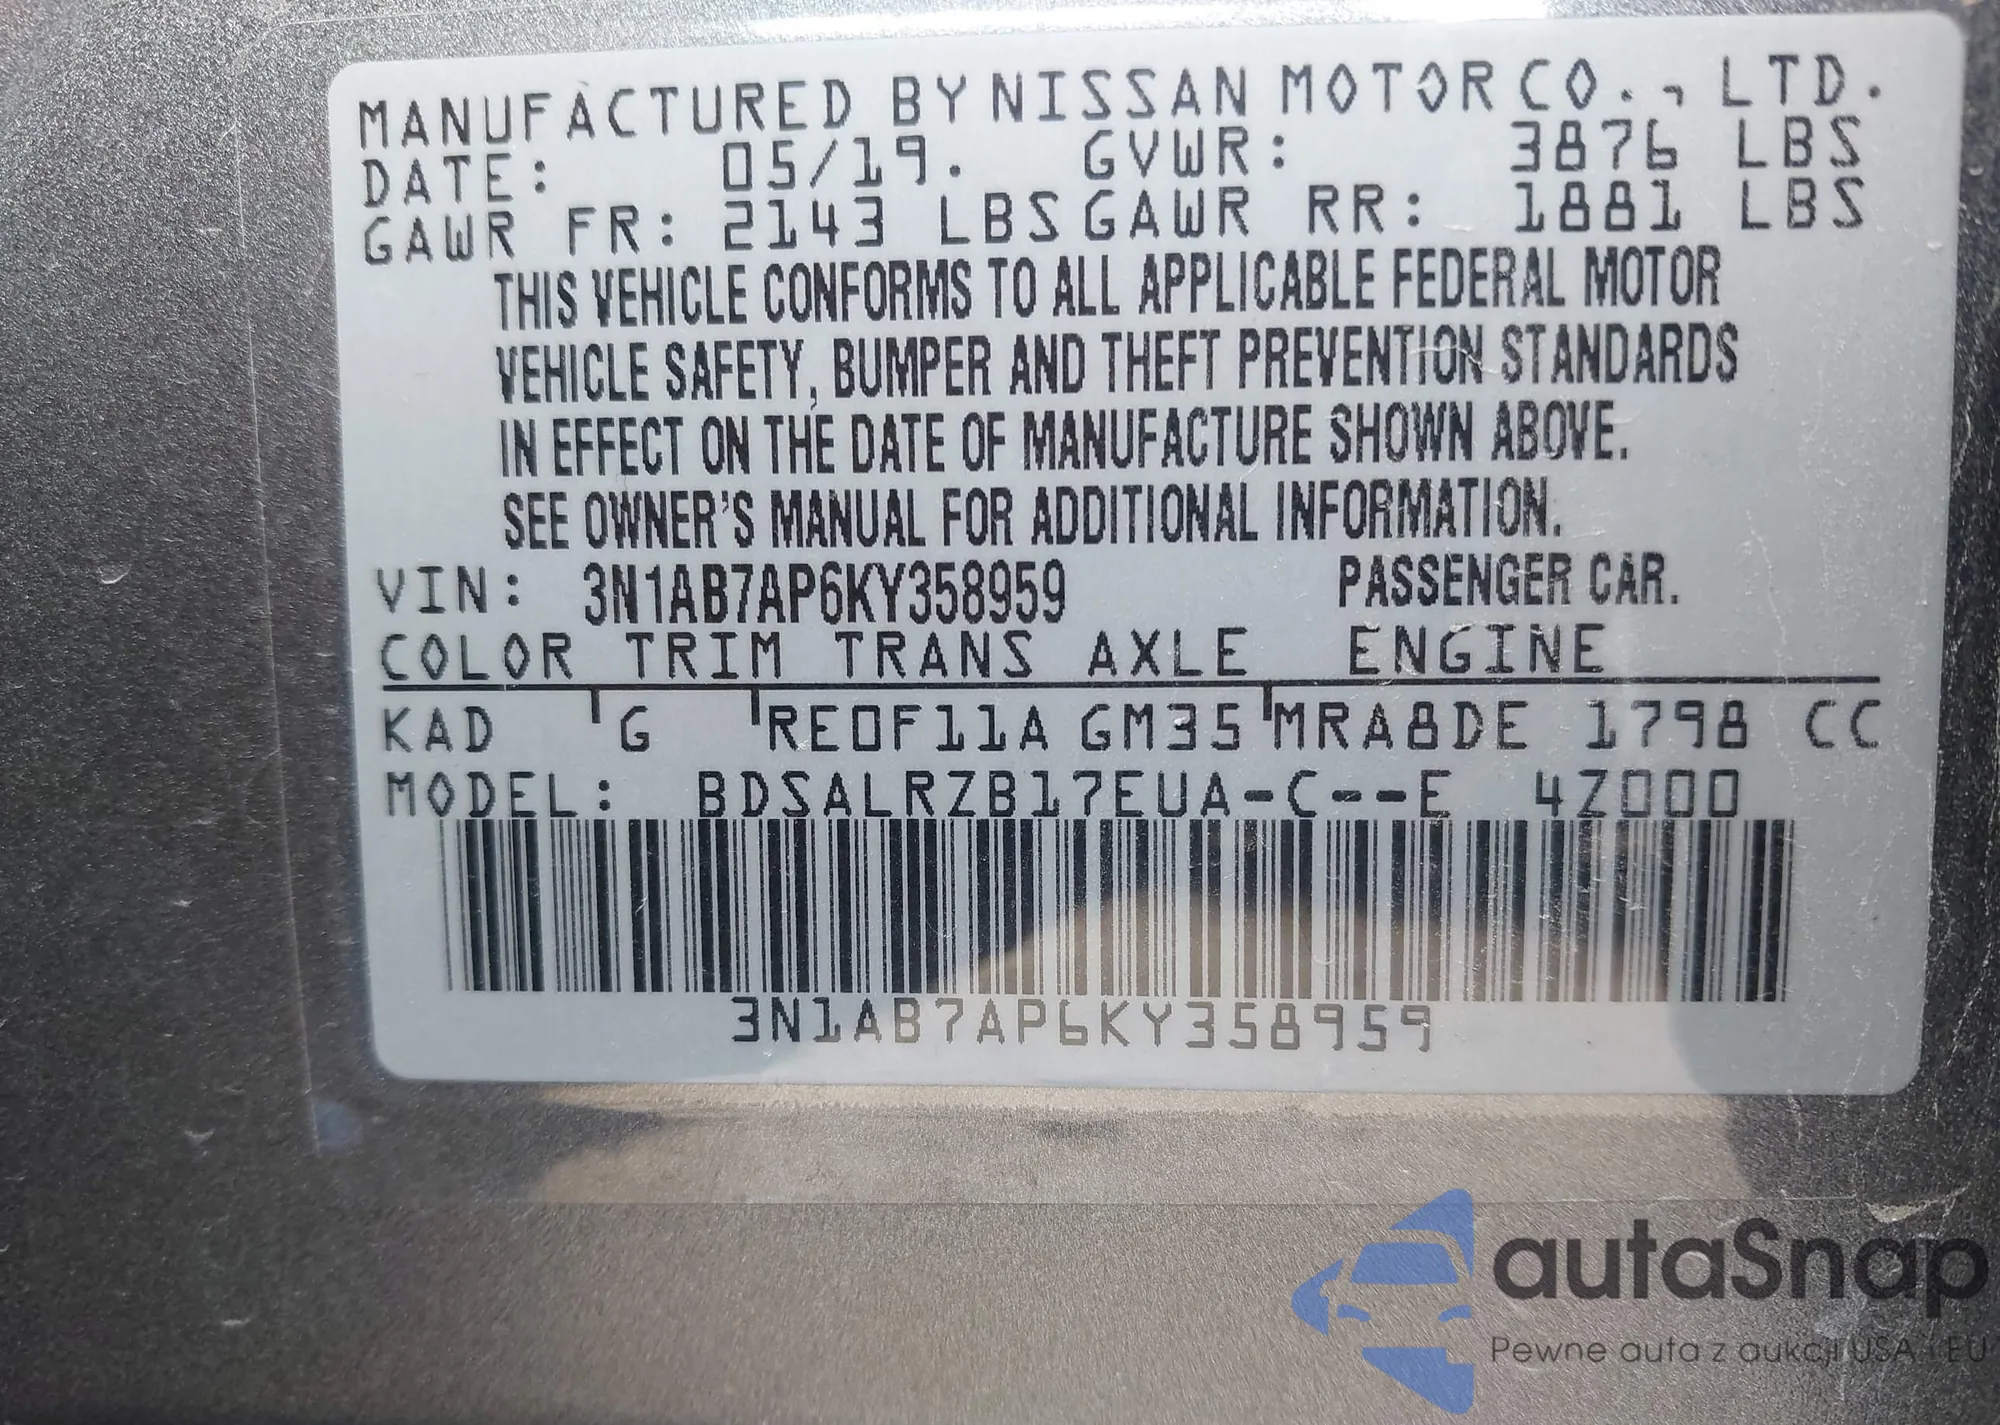 MANUFACTURED BY NISSAN MOTOR CO., LTD.
DATE: 05/19. GVWR: 3876 LBS
GAWR FR: 2143 LBS GAWR RR: 1881 LBS
THIS VEHICLE CONFORMS TO ALL APPLICABLE FEDERAL MOTOR
VEHICLE SAFETY, BUMPER AND THEFT PREVENTION STANDARDS
IN EFFECT ON THE DATE OF MANUFACTURE SHOWN ABOVE.
SEE OWNER'S MANUAL FOR ADDITIONAL INFORMATION.
VIN: 3N1AB7AP6KY358959 PASSENGER CAR.
COLOR TRIM TRANS AXLE ENGINE
KAD G RE0F11A GM35 MRA8DE 1798 CC
MODEL: BDSALRZB17EUA-C--E 4Z000
3N1AB7AP6KY358959
autaSnap
Pewne auta z aukcji USA i EU